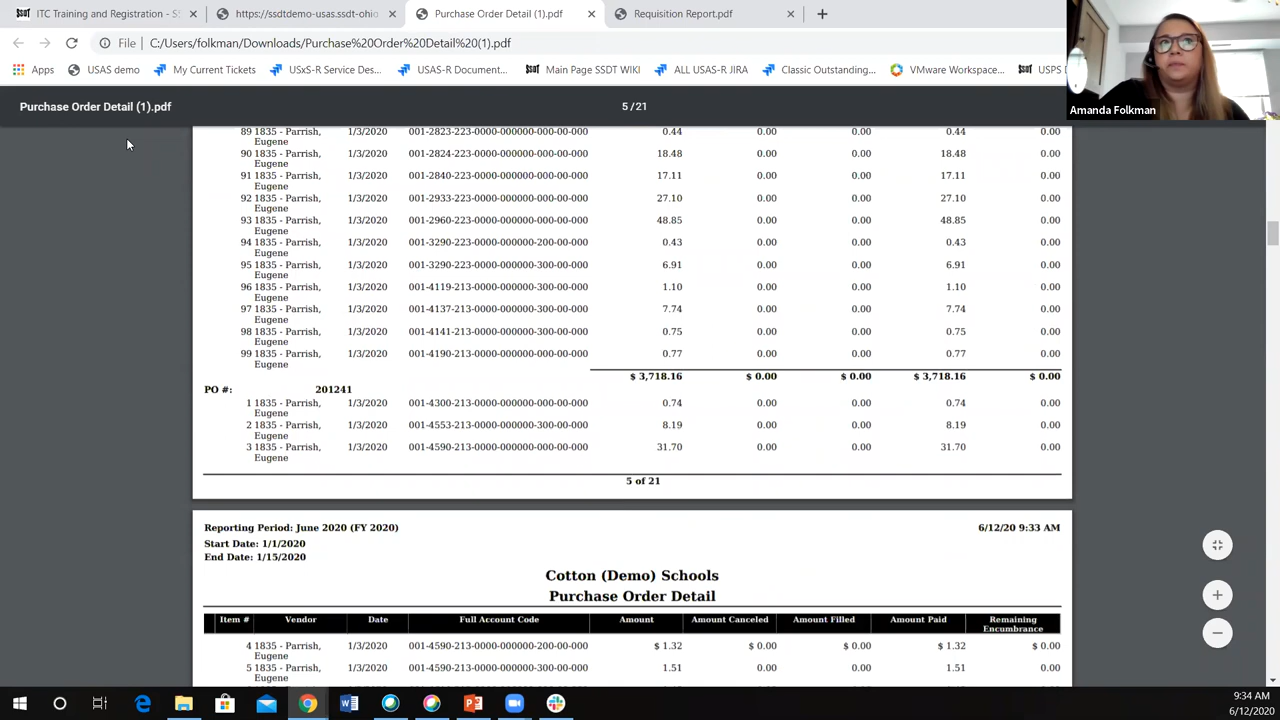 ITC Training and Registration - S
https://ssdtdemo-usas.ssdt-ohio
Purchase Order Detail (1).pdf
Requisition Report.pdf
File
C:/Users/folkman/Downloads/Purchase%20Order%20Detail%20(1).pdf
Apps
USAS demo
My Current Tickets
USxS-R Service Des...
USAS-R Document...
Main Page SSDT WIKI
ALL USAS-R JIRA
Classic Outstanding...
VMware Workspace...
USPS D
Amanda Folkman
Purchase Order Detail (1).pdf
5 / 21
89 1835 - Parrish, 1/3/2020 001-2823-223-0000-000000-000-00-000 0.44 0.00 0.00 0.44 0.00
Eugene
90 1835 - Parrish, 1/3/2020 001-2824-223-0000-000000-000-00-000 18.48 0.00 0.00 18.48 0.00
Eugene
91 1835 - Parrish, 1/3/2020 001-2840-223-0000-000000-000-00-000 17.11 0.00 0.00 17.11 0.00
Eugene
92 1835 - Parrish, 1/3/2020 001-2933-223-0000-000000-000-00-000 27.10 0.00 0.00 27.10 0.00
Eugene
93 1835 - Parrish, 1/3/2020 001-2960-223-0000-000000-000-00-000 48.85 0.00 0.00 48.85 0.00
Eugene
94 1835 - Parrish, 1/3/2020 001-3290-223-0000-000000-200-00-000 0.43 0.00 0.00 0.43 0.00
Eugene
95 1835 - Parrish, 1/3/2020 001-3290-223-0000-000000-300-00-000 6.91 0.00 0.00 6.91 0.00
Eugene
96 1835 - Parrish, 1/3/2020 001-4119-213-0000-000000-300-00-000 1.10 0.00 0.00 1.10 0.00
Eugene
97 1835 - Parrish, 1/3/2020 001-4137-213-0000-000000-300-00-000 7.74 0.00 0.00 7.74 0.00
Eugene
98 1835 - Parrish, 1/3/2020 001-4141-213-0000-000000-300-00-000 0.75 0.00 0.00 0.75 0.00
Eugene
99 1835 - Parrish, 1/3/2020 001-4190-213-0000-000000-000-00-000 0.77 0.00 0.00 0.77 0.00
Eugene
$ 3,718.16 $ 0.00 $ 0.00 $ 3,718.16 $ 0.00
PO #: 201241
1 1835 - Parrish, 1/3/2020 001-4300-213-0000-000000-000-00-000 0.74 0.00 0.00 0.74 0.00
Eugene
2 1835 - Parrish, 1/3/2020 001-4553-213-0000-000000-300-00-000 8.19 0.00 0.00 8.19 0.00
Eugene
3 1835 - Parrish, 1/3/2020 001-4590-213-0000-000000-000-00-000 31.70 0.00 0.00 31.70 0.00
Eugene
5 of 21
Reporting Period: June 2020 (FY 2020) 6/12/20 9:33 AM
Start Date: 1/1/2020
End Date: 1/15/2020
Cotton (Demo) Schools
Purchase Order Detail
Item # Vendor Date Full Account Code Amount Amount Canceled Amount Filled Amount Paid Remaining
Encumbrance
4 1835 - Parrish, 1/3/2020 001-4590-213-0000-000000-200-00-000 $ 1.32 $ 0.00 $ 0.00 $ 1.32 $ 0.00
Eugene
5 1835 - Parrish, 1/3/2020 001-4590-213-0000-000000-300-00-000 1.51 0.00 0.00 1.51 0.00
Eugene
9:34 AM
6/12/2020